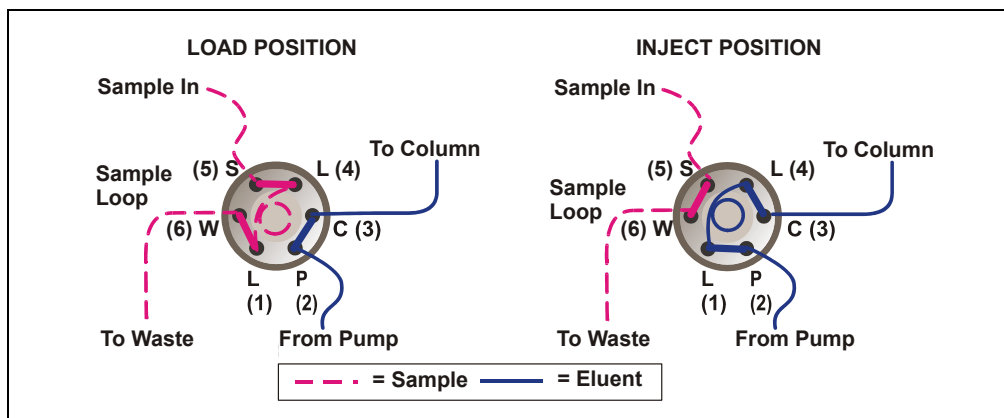 LOAD POSITION
Sample In
To Column
(5) S
L (4)
Sample
Loop
(6) W
C (3)
L
(1)
P
(2)
To Waste
From Pump
INJECT POSITION
Sample In
To Column
(5) S
L (4)
Sample
Loop
(6) W
C (3)
L
(1)
P
(2)
To Waste
From Pump
= Sample
= Eluent